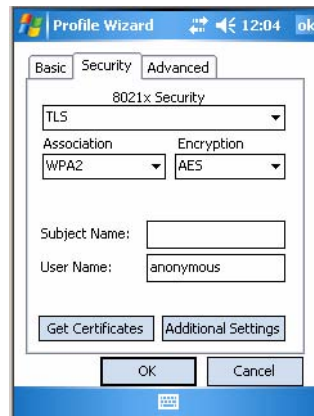 Profile Wizard 12:04 ok
Basic Security Advanced
8021x Security
TLS
Association Encryption
WPA2 AES
Subject Name:
User Name: anonymous
Get Certificates Additional Settings
OK Cancel